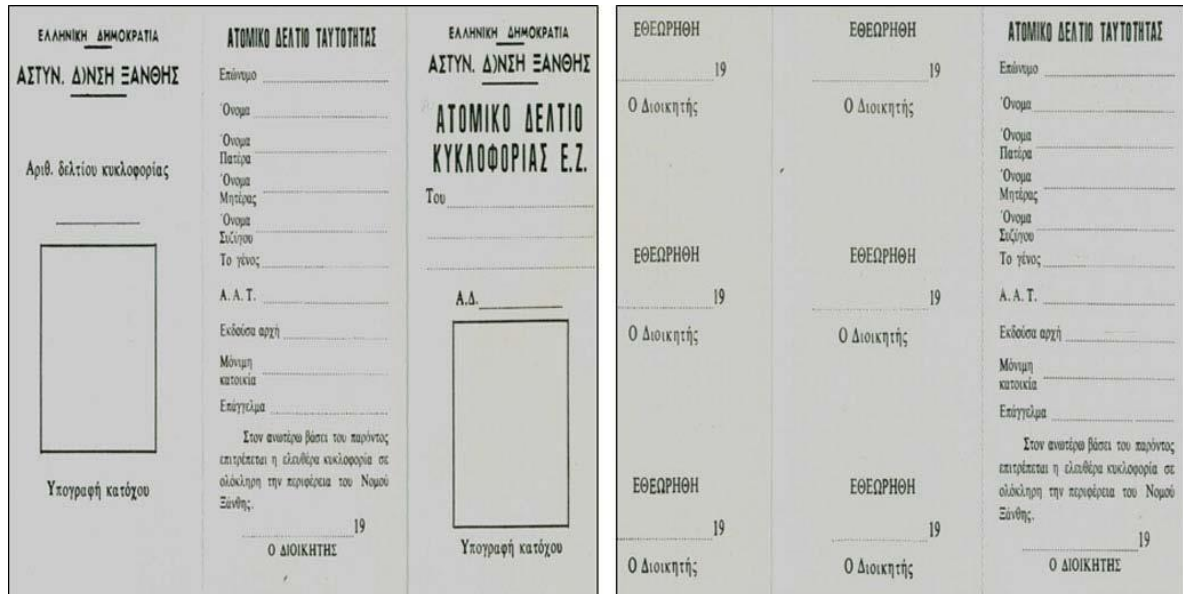 ΕΛΛΗΝΙΚΗ ΔΗΜΟΚΡΑΤΙΑ
ΑΣΤΥΝ. Δ)ΝΣΗ ΞΑΝΘΗΣ
Αριθ. δελτίου κυκλοφορίας
Υπογραφή κατόχου
ΑΤΟΜΙΚΟ ΔΕΛΤΙΟ ΤΑΥΤΟΤΗΤΑΣ
Επώνυμο
Όνομα
Όνομα
Πατέρα
Όνομα
Μητέρας
Όνομα
Συζύγου
Το γένος
Α.Α.Τ.
Εκδούσα αρχή
Μόνιμη
κατοικία
Επάγγελμα
Στον ανωτέρω βάσει του παρόντος
επιτρέπεται η ελευθέρα κυκλοφορία σε
ολόκληρη την περιφέρεια του Νομού
Ξάνθης.
19
Ο ΔΙΟΙΚΗΤΗΣ
ΕΛΛΗΝΙΚΗ ΔΗΜΟΚΡΑΤΙΑ
ΑΣΤΥΝ. Δ)ΝΣΗ ΞΑΝΘΗΣ
ΑΤΟΜΙΚΟ ΔΕΛΤΙΟ
ΚΥΚΛΟΦΟΡΙΑΣ Ε.Ζ.
Του
Α.Δ.
Υπογραφή κατόχου
ΕΘΕΩΡΗΘΗ
19
Ο Διοικητής
ΕΘΕΩΡΗΘΗ
19
Ο Διοικητής
ΕΘΕΩΡΗΘΗ
19
Ο Διοικητής
ΕΘΕΩΡΗΘΗ
19
Ο Διοικητής
ΕΘΕΩΡΗΘΗ
19
Ο Διοικητής
ΕΘΕΩΡΗΘΗ
19
Ο Διοικητής
ΑΤΟΜΙΚΟ ΔΕΛΤΙΟ ΤΑΥΤΟΤΗΤΑΣ
Επώνυμο
Όνομα
Όνομα
Πατέρα
Όνομα
Μητέρας
Όνομα
Συζύγου
Το γένος
Α.Α.Τ.
Εκδούσα αρχή
Μόνιμη
κατοικία
Επάγγελμα
Στον ανωτέρω βάσει του παρόντος
επιτρέπεται η ελευθέρα κυκλοφορία σε
ολόκληρη την περιφέρεια του Νομού
Ξάνθης.
19
Ο ΔΙΟΙΚΗΤΗΣ